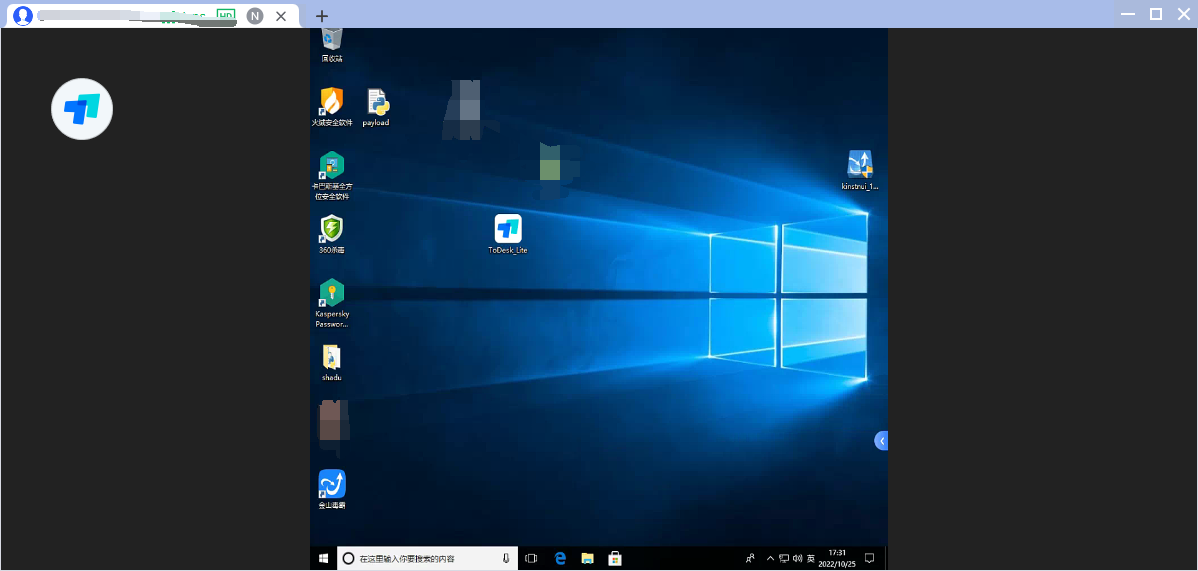 HD
N
回收站
火绒安全软件
payload
卡巴斯基全方
位安全软件
kinstnui_1...
360杀毒
ToDesk_Lite
Kaspersky
Passwor...
shadu
金山毒霸
在这里输入你要搜索的内容
英
17:31
2022/10/25